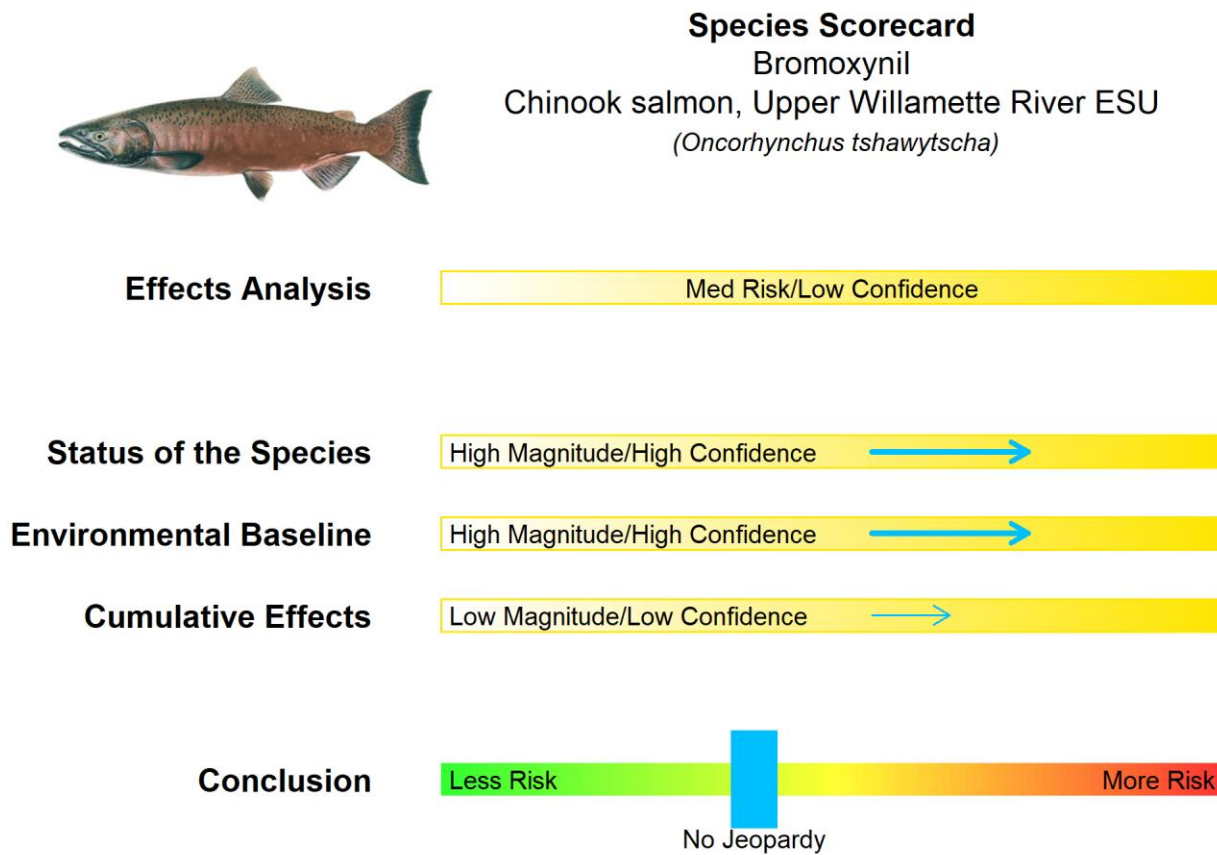 Species Scorecard
Bromoxynil
Chinook salmon, Upper Willamette River ESU
(Oncorhynchus tshawytscha)
Effects Analysis
Med Risk/Low Confidence
Status of the Species
High Magnitude/High Confidence
Environmental Baseline
High Magnitude/High Confidence
Cumulative Effects
Low Magnitude/Low Confidence
Conclusion
Less Risk
More Risk
No Jeopardy